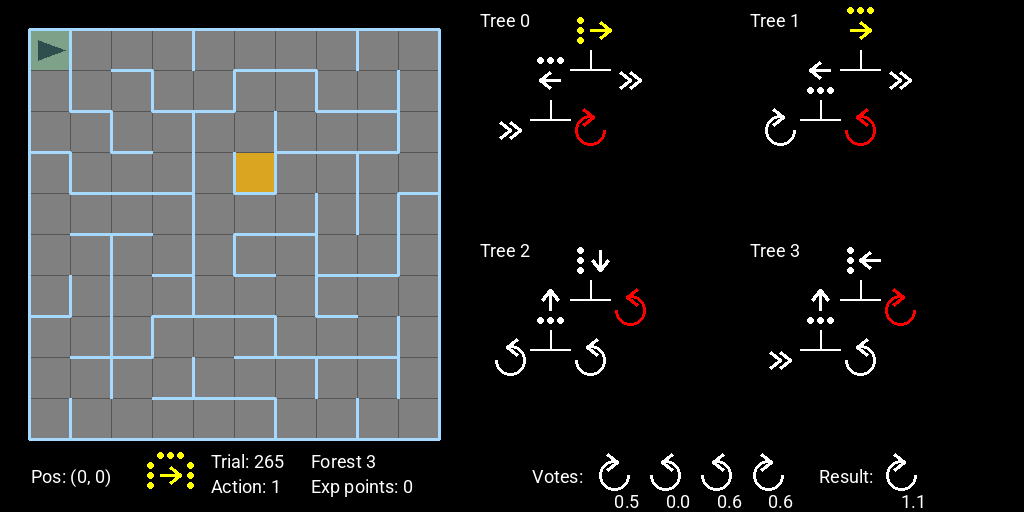 Tree 0
Tree 1
Tree 2
Tree 3
Pos: (0, 0)
Trial: 265
Action: 1
Forest 3
Exp points: 0
Votes:
0.5
0.0
0.6
0.6
Result:
1.1